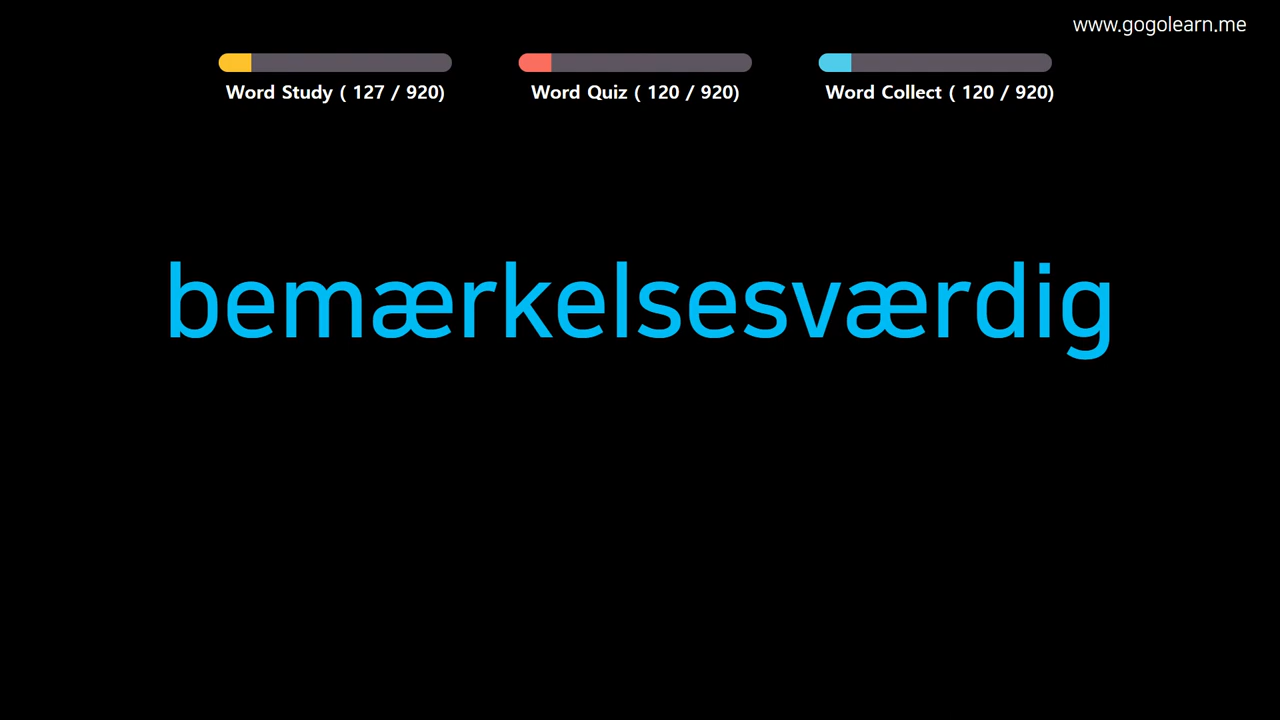 www.gogolearn.me
Word Study ( 127 / 920)
Word Quiz ( 120 / 920)
Word Collect ( 120 / 920)
bemærkelsesværdig